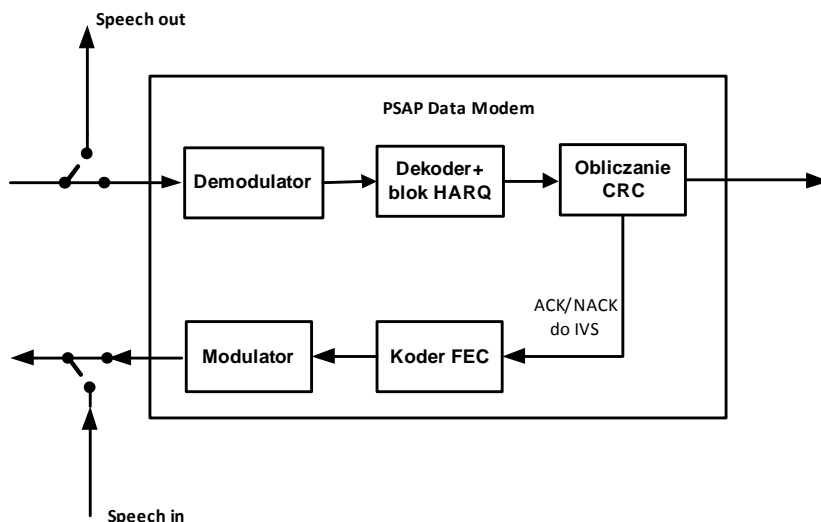 Speech out
PSAP Data Modem
Demodulator
Dekoder+
blok HARQ
Obliczanie
CRC
ACK/NACK
do IVS
Modulator
Koder FEC
Speech in